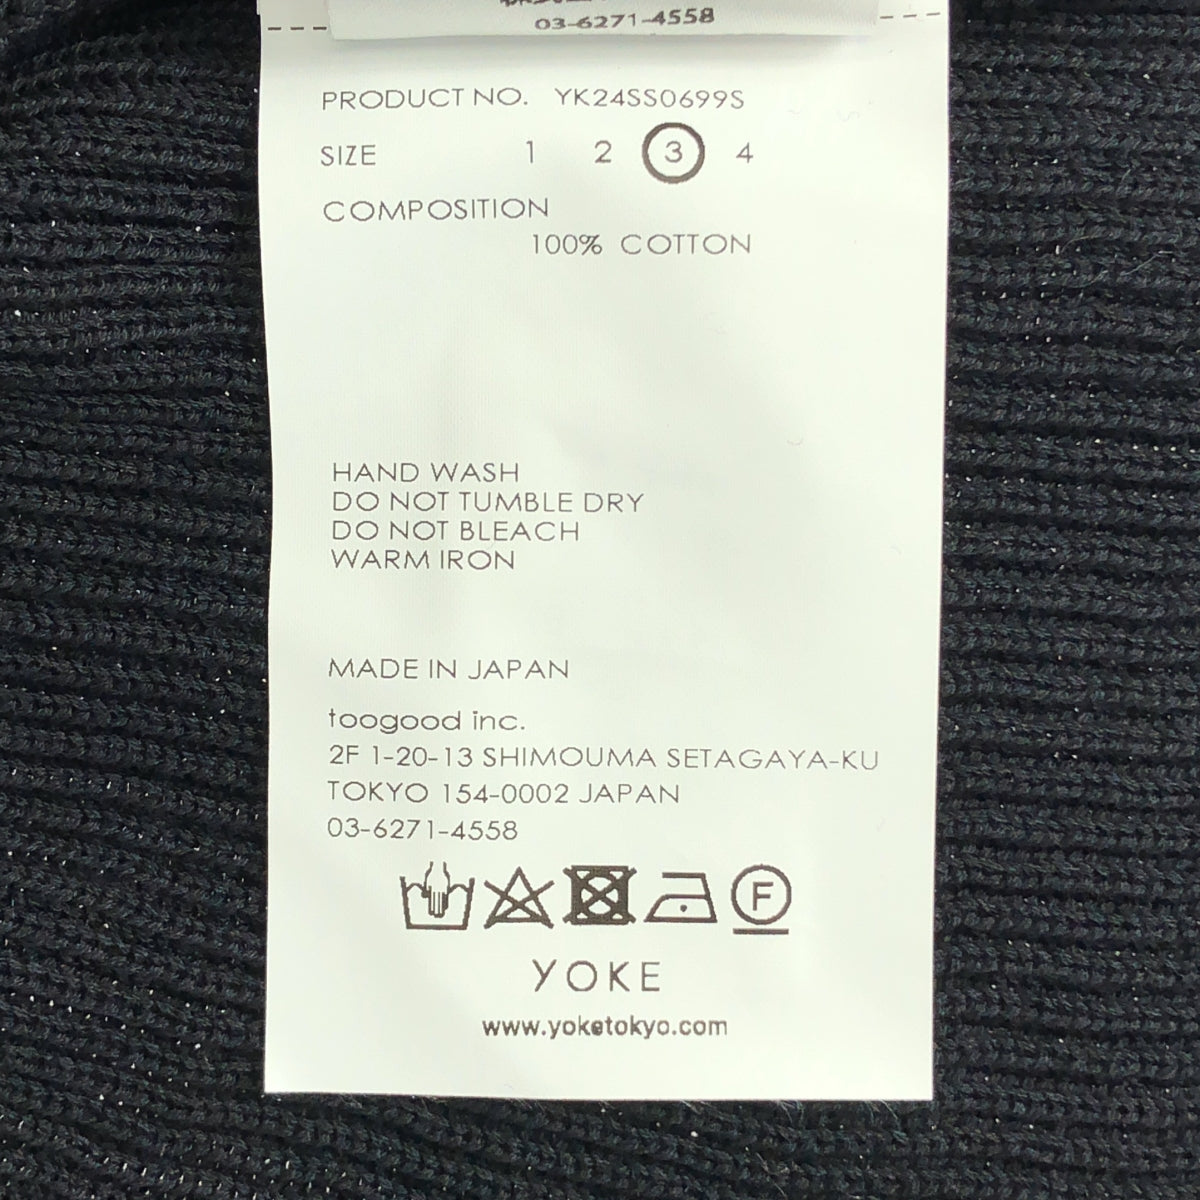 03-6271-4558
PRODUCT NO. YK24SS0699S
SIZE 1 2 3 4
COMPOSITION
100% COTTON
HAND WASH
DO NOT TUMBLE DRY
DO NOT BLEACH
WARM IRON
MADE IN JAPAN
toogood inc.
2F 1-20-13 SHIMOUMA SETAGAYA-KU
TOKYO 154-0002 JAPAN
03-6271-4558
F
YOKE
www.yoketokyo.com